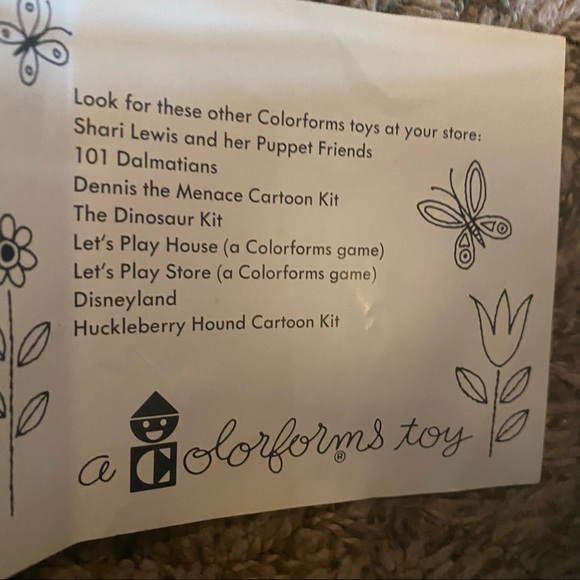 Look for these other Colorforms toys at your store:
Shari Lewis and her Puppet Friends
101 Dalmatians
Dennis the Menace Cartoon Kit
The Dinosaur Kit
Let's Play House (a Colorforms game)
Let's Play Store (a Colorforms game)
Disneyland
Huckleberry Hound Cartoon Kit
a Colorforms® toy